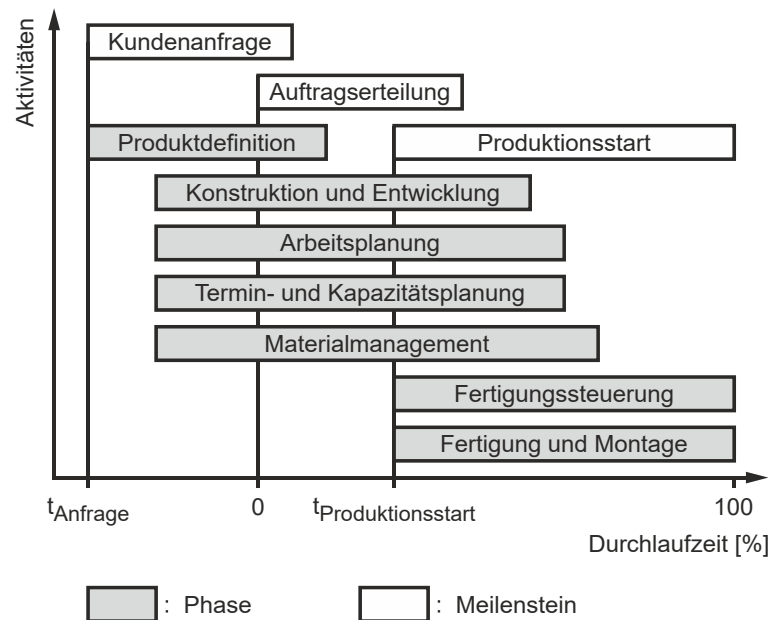 Aktivitäten
Kundenanfrage
Auftragserteilung
Produktdefinition
Produktionsstart
Konstruktion und Entwicklung
Arbeitsplanung
Termin- und Kapazitätsplanung
Materialmanagement
Fertigungssteuerung
Fertigung und Montage
tAnfrage 0 tProduktionsstart 100
Durchlaufzeit [%]
: Phase : Meilenstein